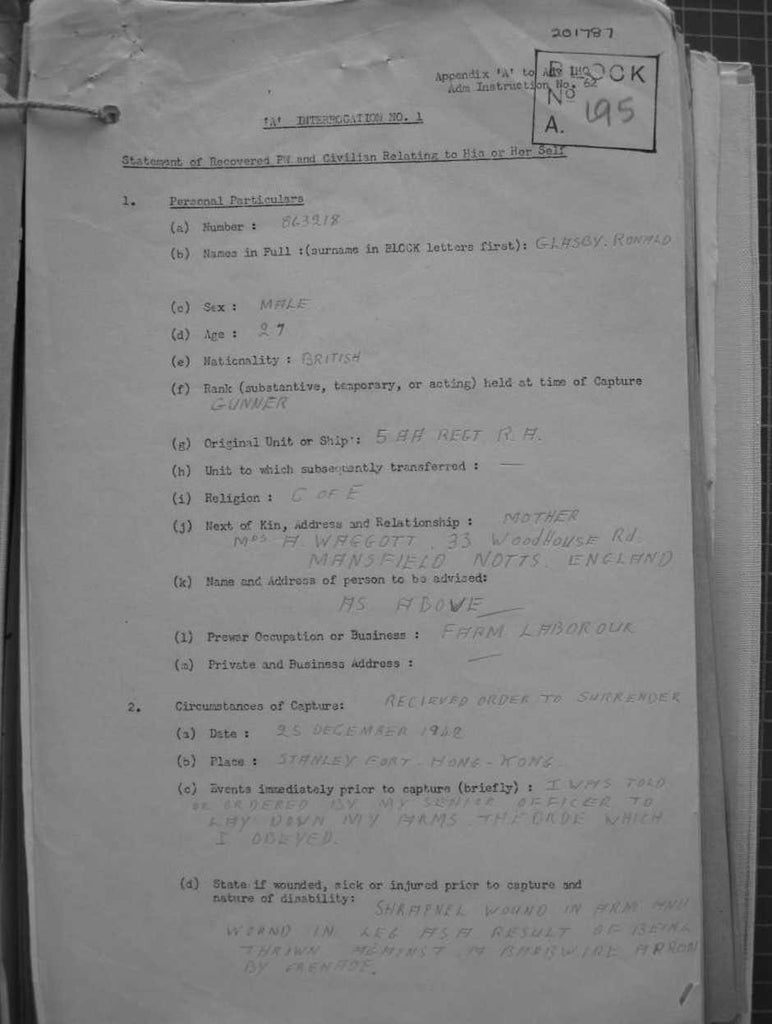 201787
Appendix 'A' to Adv LHQ
Adm Instruction No. 62
BLOCK
No 195
A.
'A' INTERROGATION NO. 1
Statement of Recovered PW and Civilian Relating to Him or Her Self
1. Personal Particulars
(a) Number : 863218
(b) Names in Full :(surname in BLOCK letters first): GLASBY. RONALD
(c) Sex : MALE
(d) Age : 27
(e) Nationality : BRITISH
(f) Rank (substantive, temporary, or acting) held at time of Capture
GUNNER
(g) Original Unit or Ship : 5 AA REGT R.A.
(h) Unit to which subsequently transferred : —
(i) Religion : C OF E
(j) Next of Kin, Address and Relationship : MOTHER
MRS A. WAGGOTT. 33 WOODHOUSE Rd.
MANSFIELD NOTTS. ENGLAND
(k) Name and Address of person to be advised:
AS ABOVE —
(l) Prewar Occupation or Business : FARM LABOROUR
(m) Private and Business Address : —
2. Circumstances of Capture: RECIEVED ORDER TO SURRENDER
(a) Date : 25 DECEMBER
(b) Place : STANLEY FORT. HONG-KONG.
(c) Events immediately prior to capture (briefly) : I WAS TOLD
OR ORDERED BY MY SENIOR OFFICER TO
LAY DOWN MY ARMS. THE ORDE WHICH
I OBEYED.
(d) State if wounded, sick or injured prior to capture and
nature of disability: SHRAPNEL WOUND IN ARM AND
WOUND IN LEG AS A RESULT OF BEING
THROWN AGAINST A BARBWIRE APRON
BY GRENADE.